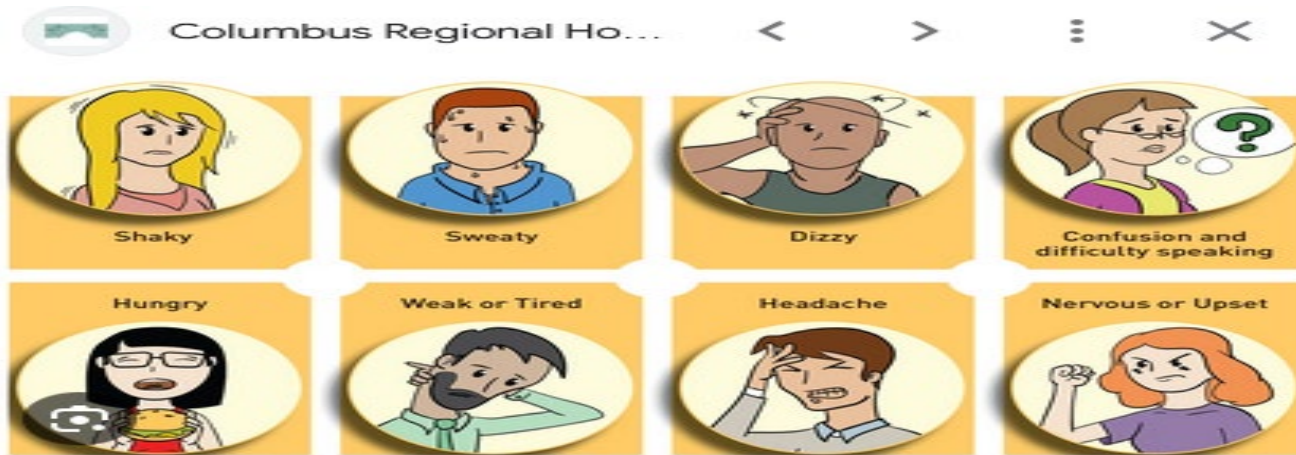 Columbus Regional Ho...
Shaky
Sweaty
Dizzy
Confusion and
difficulty speaking
Hungry
Weak or Tired
Headache
Nervous or Upset
?